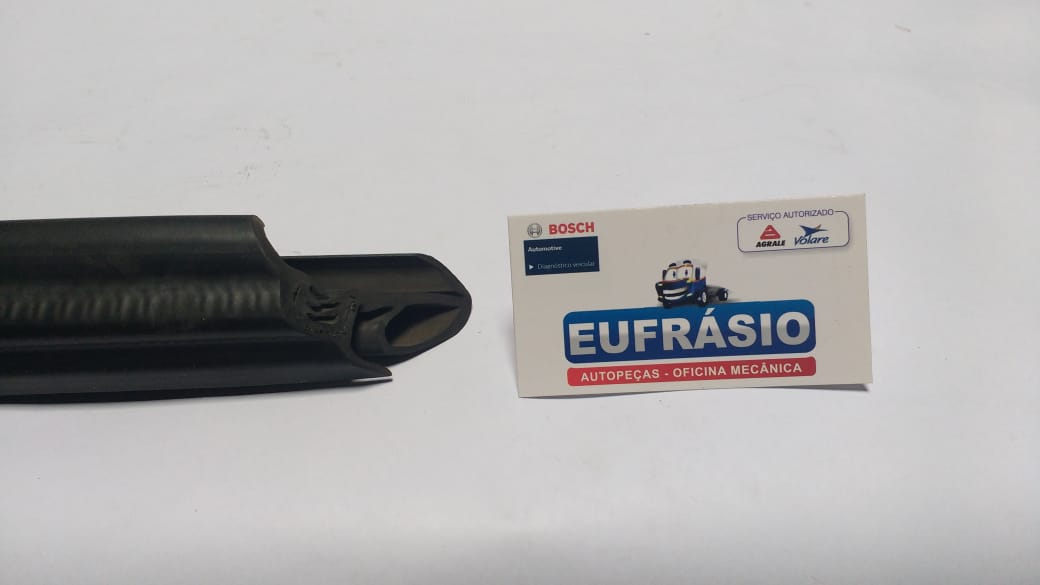 BOSCH
Automotive
Diagnóstico veicular
SERVIÇO AUTORIZADO
AGRALE Volare
EUFRÁSIO
AUTOPEÇAS - OFICINA MECÂNICA